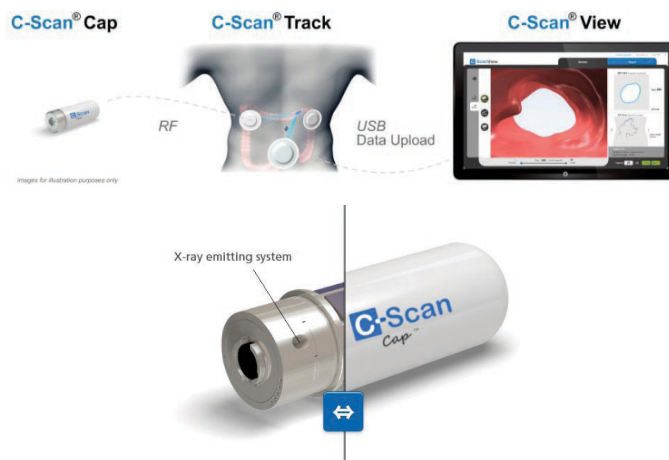 C-Scan® Cap
C-Scan® Track
C-Scan® View
RF
USB
Data Upload
images for illustration purposes only
X-ray emitting system
C-Scan
Cap™